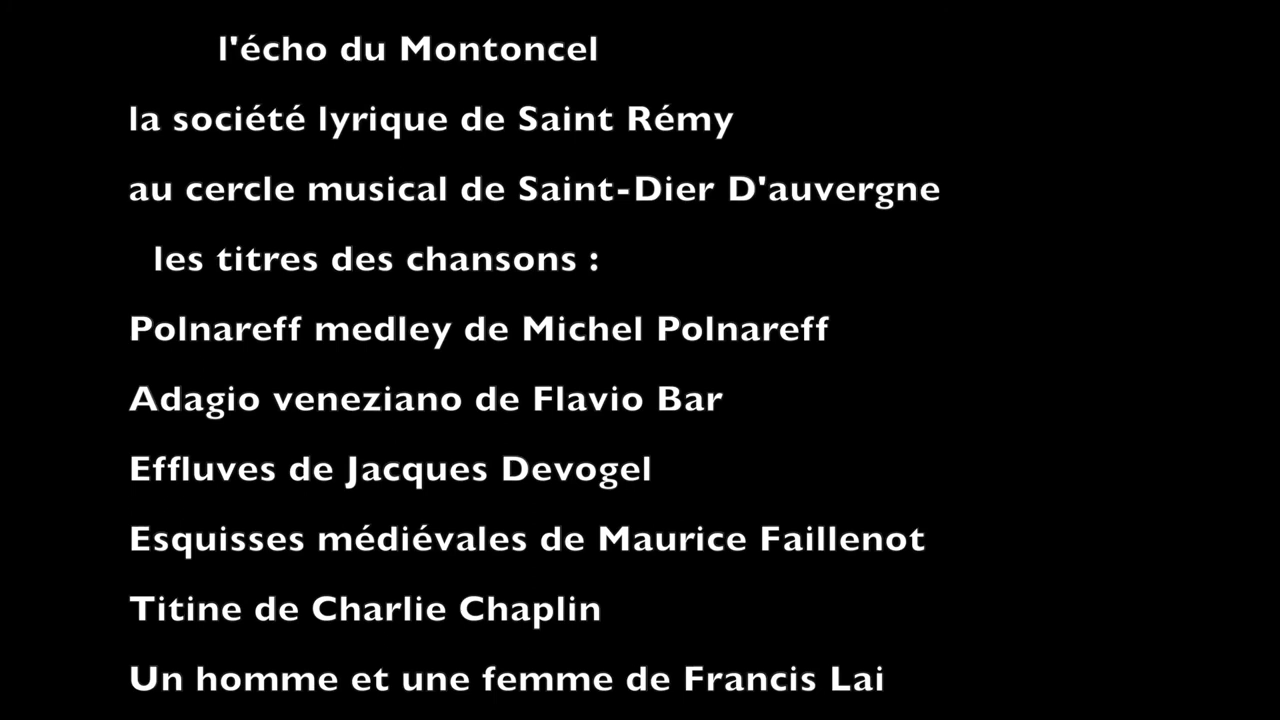 l'écho du Montoncel
la société lyrique de Saint Rémy
au cercle musical de Saint-Dier D'auvergne
les titres des chansons :
Polnareff medley de Michel Polnareff
Adagio veneziano de Flavio Bar
Effluves de Jacques Devogel
Esquisses médiévales de Maurice Faillenot
Titine de Charlie Chaplin
Un homme et une femme de Francis Lai